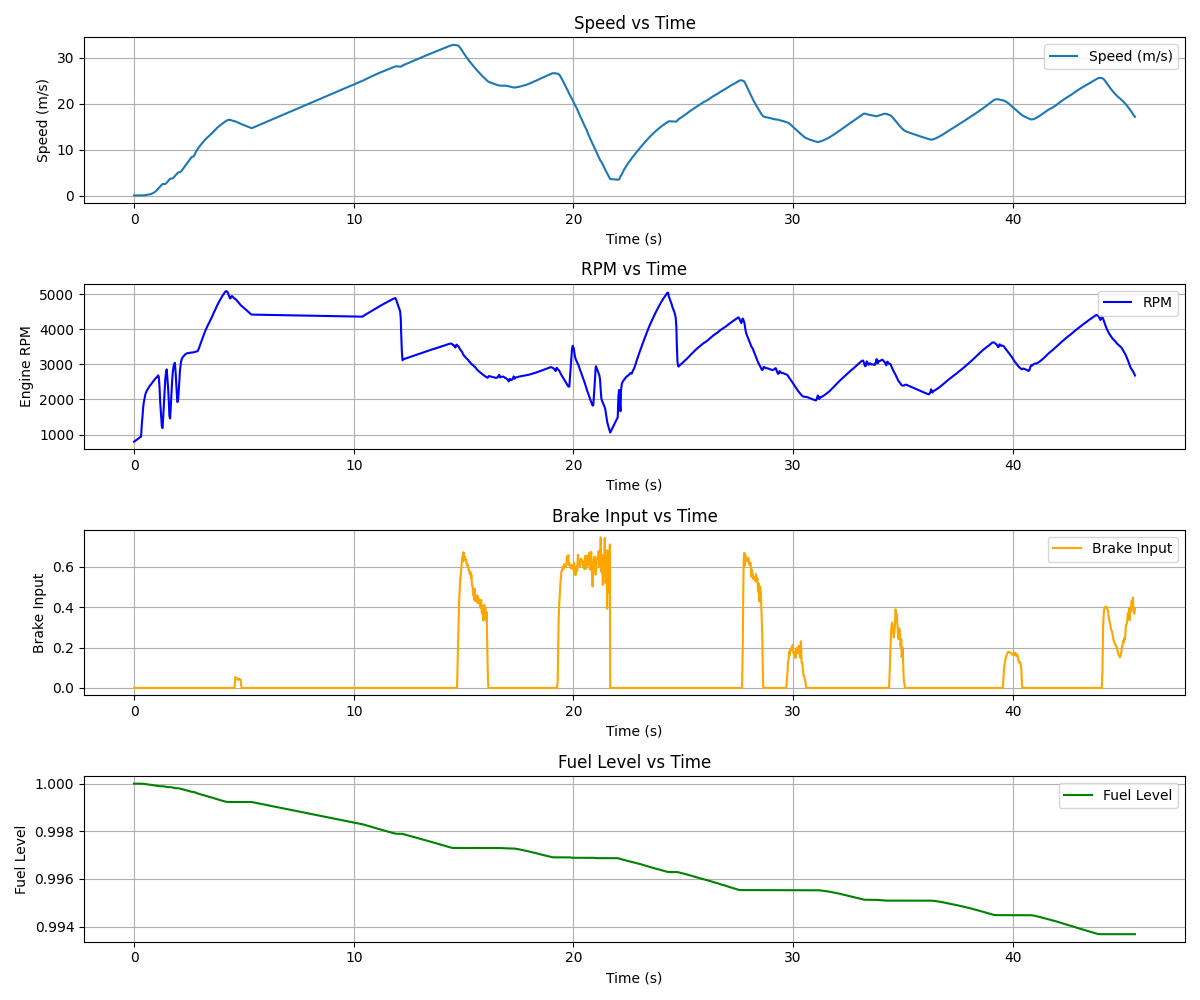 Speed vs Time
Speed (m/s)
30
20
10
0
Speed (m/s)
0 10 20 30 40
Time (s)
RPM vs Time
RPM
5000
4000
3000
2000
1000
Engine RPM
0 10 20 30 40
Time (s)
Brake Input vs Time
Brake Input
0.6
0.4
0.2
0.0
Brake Input
0 10 20 30 40
Time (s)
Fuel Level vs Time
Fuel Level
1.000
0.998
0.996
0.994
Fuel Level
0 10 20 30 40
Time (s)